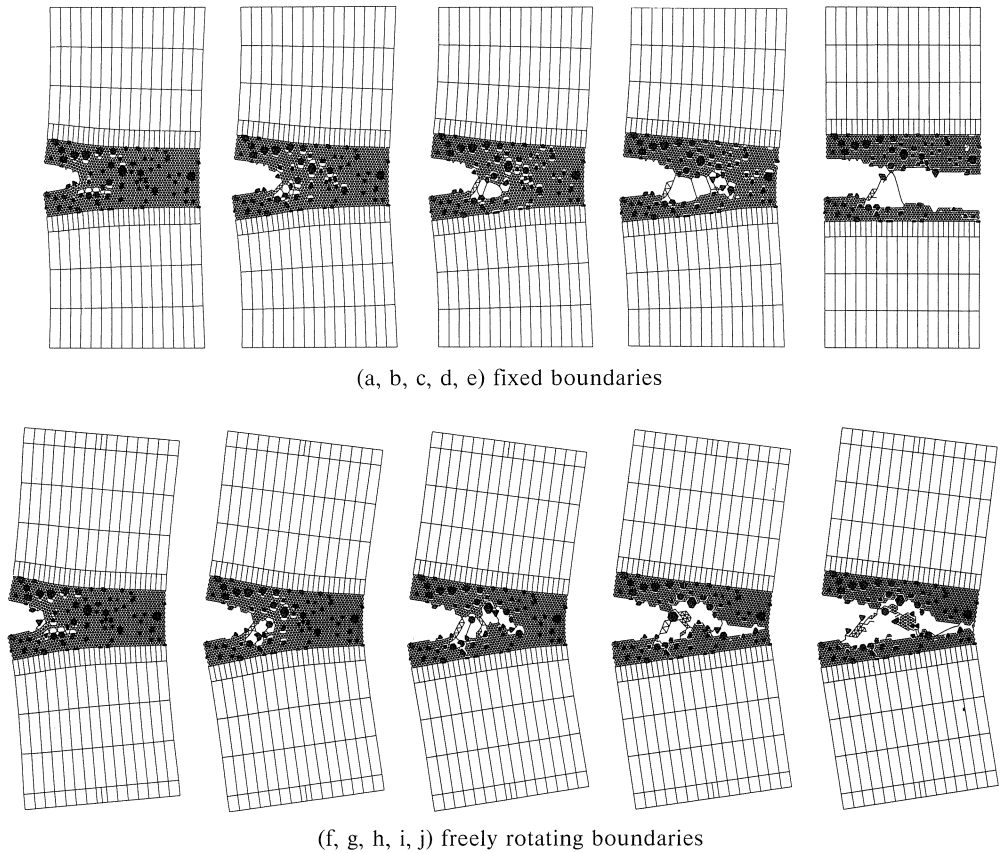 (a, b, c, d, e) fixed boundaries
(f, g, h, i, j) freely rotating boundaries